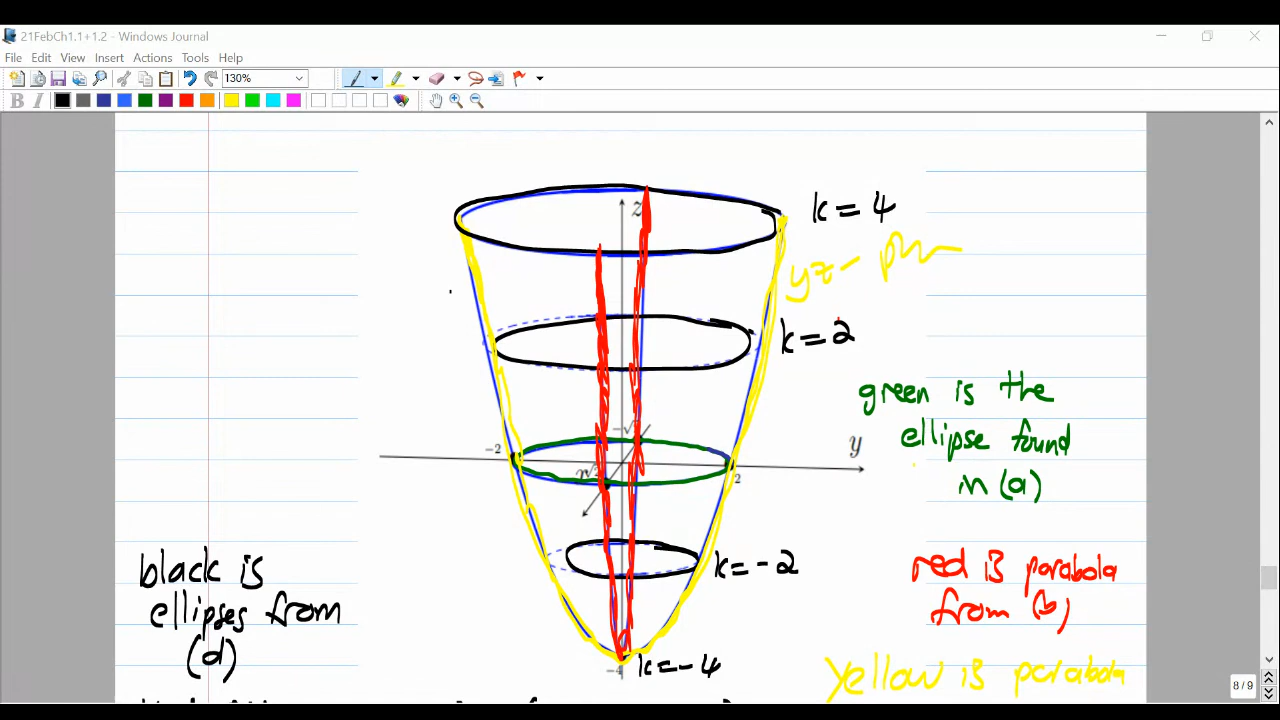 21FebCh1.1+1.2 - Windows Journal
File Edit View Insert Actions Tools Help
130%
B I
k = 4
z
yz-
k = 2
green is the
ellipse found
in (a)
y
-2
2
k = -2
black is
ellipses from
(d)
red is parabola
from (b)
k = -4
-4
yellow is parabola
8 / 9